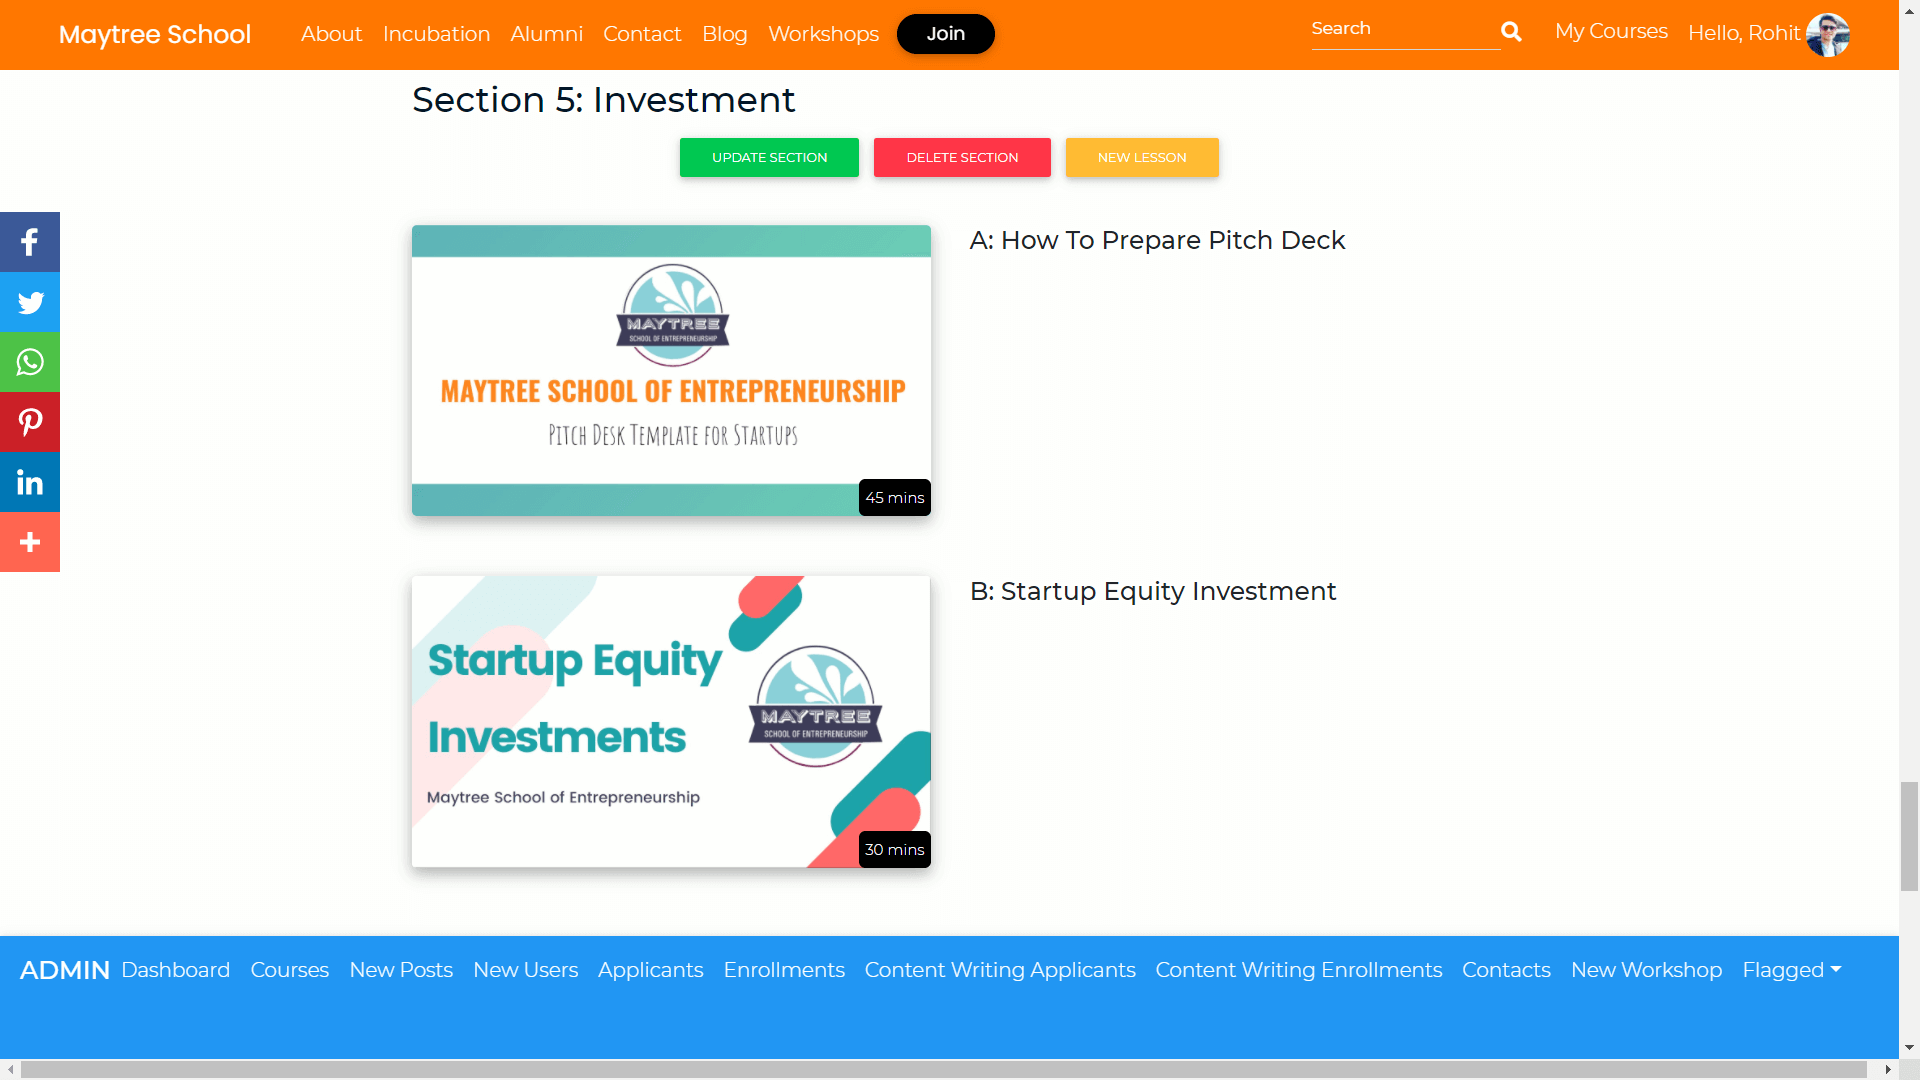 Maytree School About Incubation Alumni Contact Blog Workshops Join Search My Courses Hello, Rohit
Section 5: Investment
UPDATE SECTION DELETE SECTION NEW LESSON
A: How To Prepare Pitch Deck
MAYTREE
SCHOOL OF ENTREPRENEURSHIP
MAYTREE SCHOOL OF ENTREPRENEURSHIP
PITCH DESK TEMPLATE FOR STARTUPS
45 mins
B: Startup Equity Investment
Startup Equity
Investments
MAYTREE
SCHOOL OF ENTREPRENEURSHIP
Maytree School of Entrepreneurship
30 mins
ADMIN Dashboard Courses New Posts New Users Applicants Enrollments Content Writing Applicants Content Writing Enrollments Contacts New Workshop Flagged